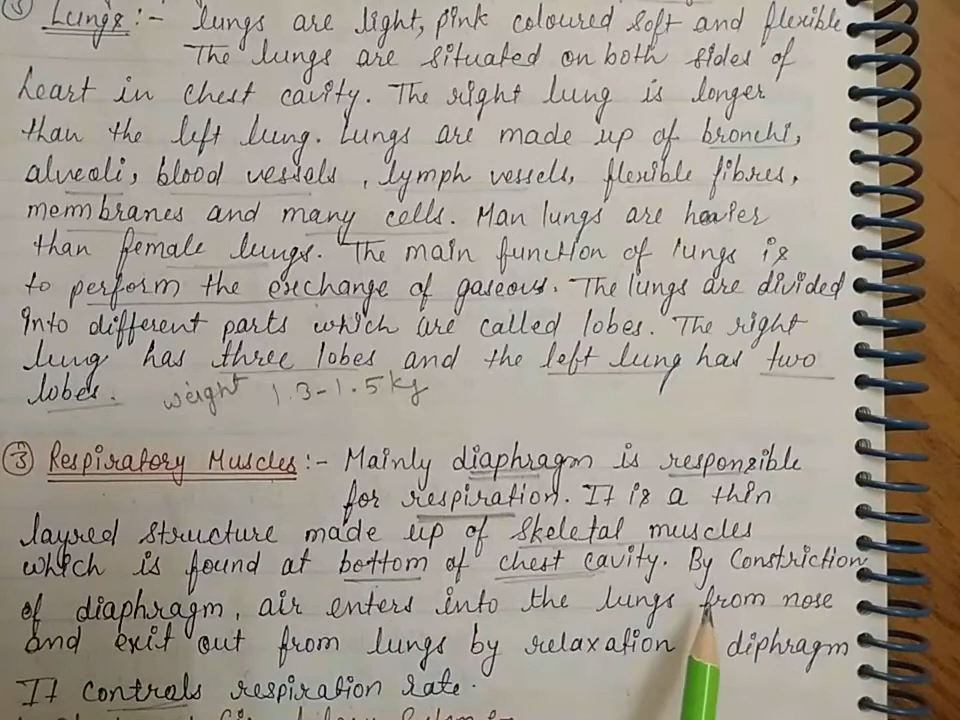 (5) Lungs :- Lungs are light, pink coloured soft and flexible
The lungs are situated on both sides of
heart in chest cavity. The right lung is longer
than the left lung. Lungs are made up of bronchi,
alveoli, blood vessels, lymph vessels, flexible fibres,
membranes and many cells. Man lungs are
than female lungs. The main function of lungs is
to perform the exchange of gaseous. The lungs are divided
into different parts which are called lobes. The right
lung has three lobes and the left lung has two
lobes. weight 1.3-1.5kg
Respiratory Muscles :- Mainly diaphragm is responsible
for respiration. It is a thin
layred structure made up of skeletal muscles
which is found at bottom of chest cavity. By Constriction
of diaphragm, air enters into the lungs from nose
and exit out from lungs by relaxation diphragm
It controls respiration rate.